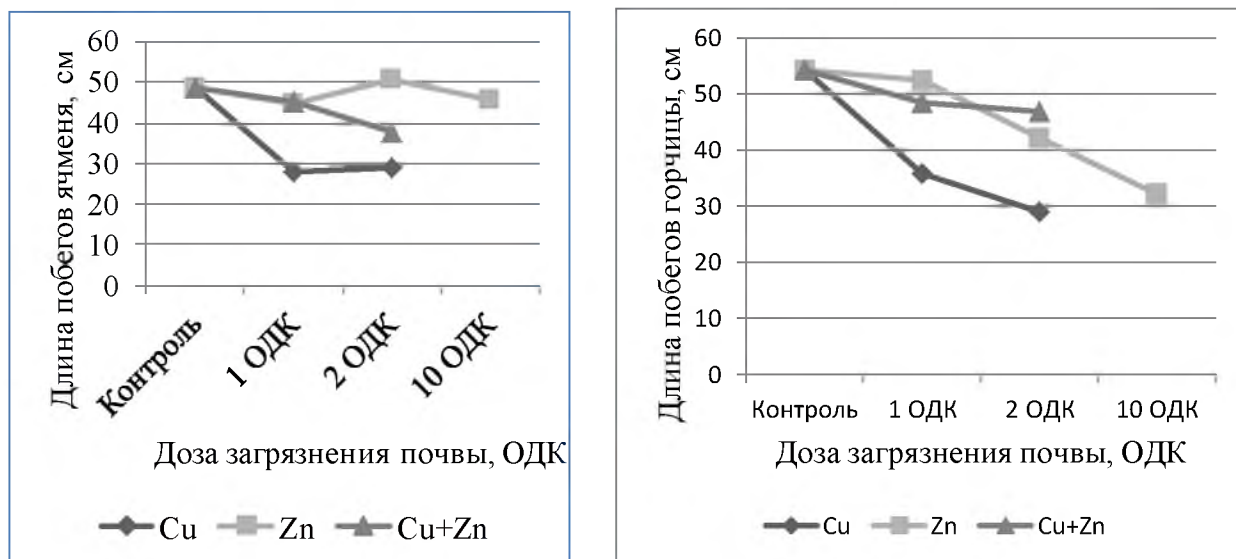 Длина побегов ячменя, см
60
50
40
30
20
10
0
Контроль
1 ОДК
2 ОДК
10 ОДК
Доза загрязнения почвы, ОДК
Cu
Zn
Cu+Zn
Длина побегов горчицы, см
60
50
40
30
20
10
0
Контроль
1 ОДК
2 ОДК
10 ОДК
Доза загрязнения почвы, ОДК
Cu
Zn
Cu+Zn